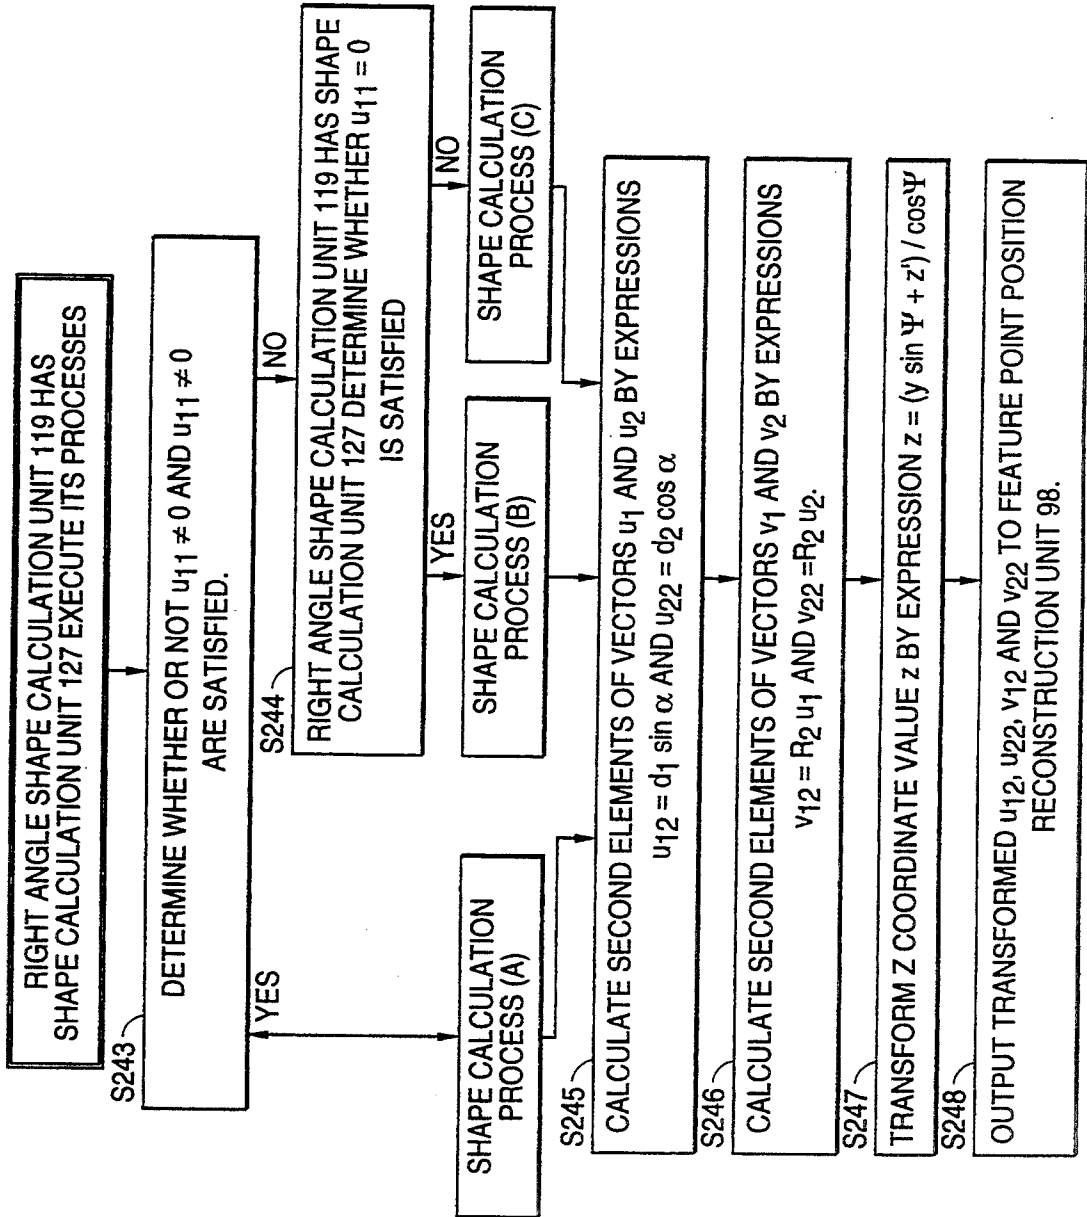 RIGHT ANGLE SHAPE CALCULATION UNIT 119 HAS
SHAPE CALCULATION UNIT 127 EXECUTE ITS PROCESSES
S243
DETERMINE WHETHER OR NOT u11 ≠ 0 AND u11 ≠ 0
ARE SATISFIED.
YES
NO
S244
RIGHT ANGLE SHAPE CALCULATION UNIT 119 HAS SHAPE
CALCULATION UNIT 127 DETERMINE WHETHER u11 = 0
IS SATISFIED
YES
NO
SHAPE CALCULATION
PROCESS (A)
SHAPE CALCULATION
PROCESS (B)
SHAPE CALCULATION
PROCESS (C)
S245
CALCULATE SECOND ELEMENTS OF VECTORS u1 AND u2 BY EXPRESSIONS
u12 = d1 sin α AND u22 = d2 cos α
S246
CALCULATE SECOND ELEMENTS OF VECTORS v1 AND v2 BY EXPRESSIONS
v12 = R2 u1 AND v22 =R2 u2.
S247
TRANSFORM Z COORDINATE VALUE z BY EXPRESSION z = (y sin Ψ + z') / cosΨ
S248
OUTPUT TRANSFORMED u12, u22, v12 AND v22 TO FEATURE POINT POSITION
RECONSTRUCTION UNIT 98.